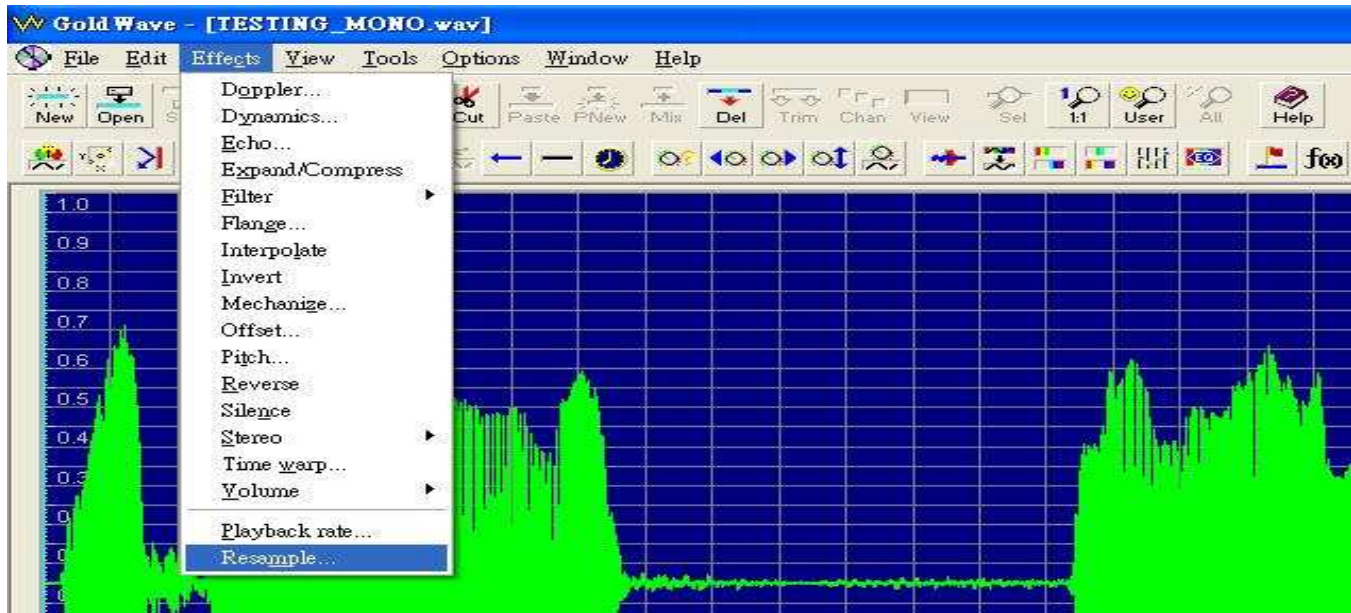 Gold Wave - [TESTING_MONO.wav]
File Edit Effects View Tools Options Window Help
New Open Cut Paste PNew Mix Del Trim Chan View Sel 1:1 User All Help
f(x)
Doppler...
Dynamics...
Echo...
Expand/Compress
Filter
Flange...
Interpolate
Invert
Mechanize...
Offset...
Pitch...
Reverse
Silence
Stereo
Time warp...
Volume
Playback rate...
Resample...
1.0
0.9
0.8
0.7
0.6
0.5
0.4